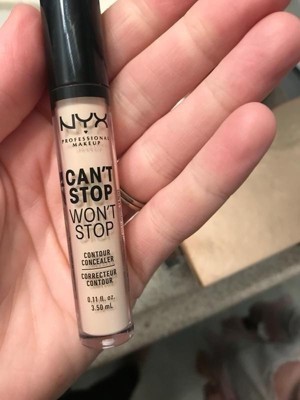 NYX
PROFESSIONAL
MAKEUP
CAN'T
STOP
WON'T
STOP
CONTOUR
CONCEALER
CORRECTEUR
CONTOUR
0.11 fl. oz.
3.50 mL